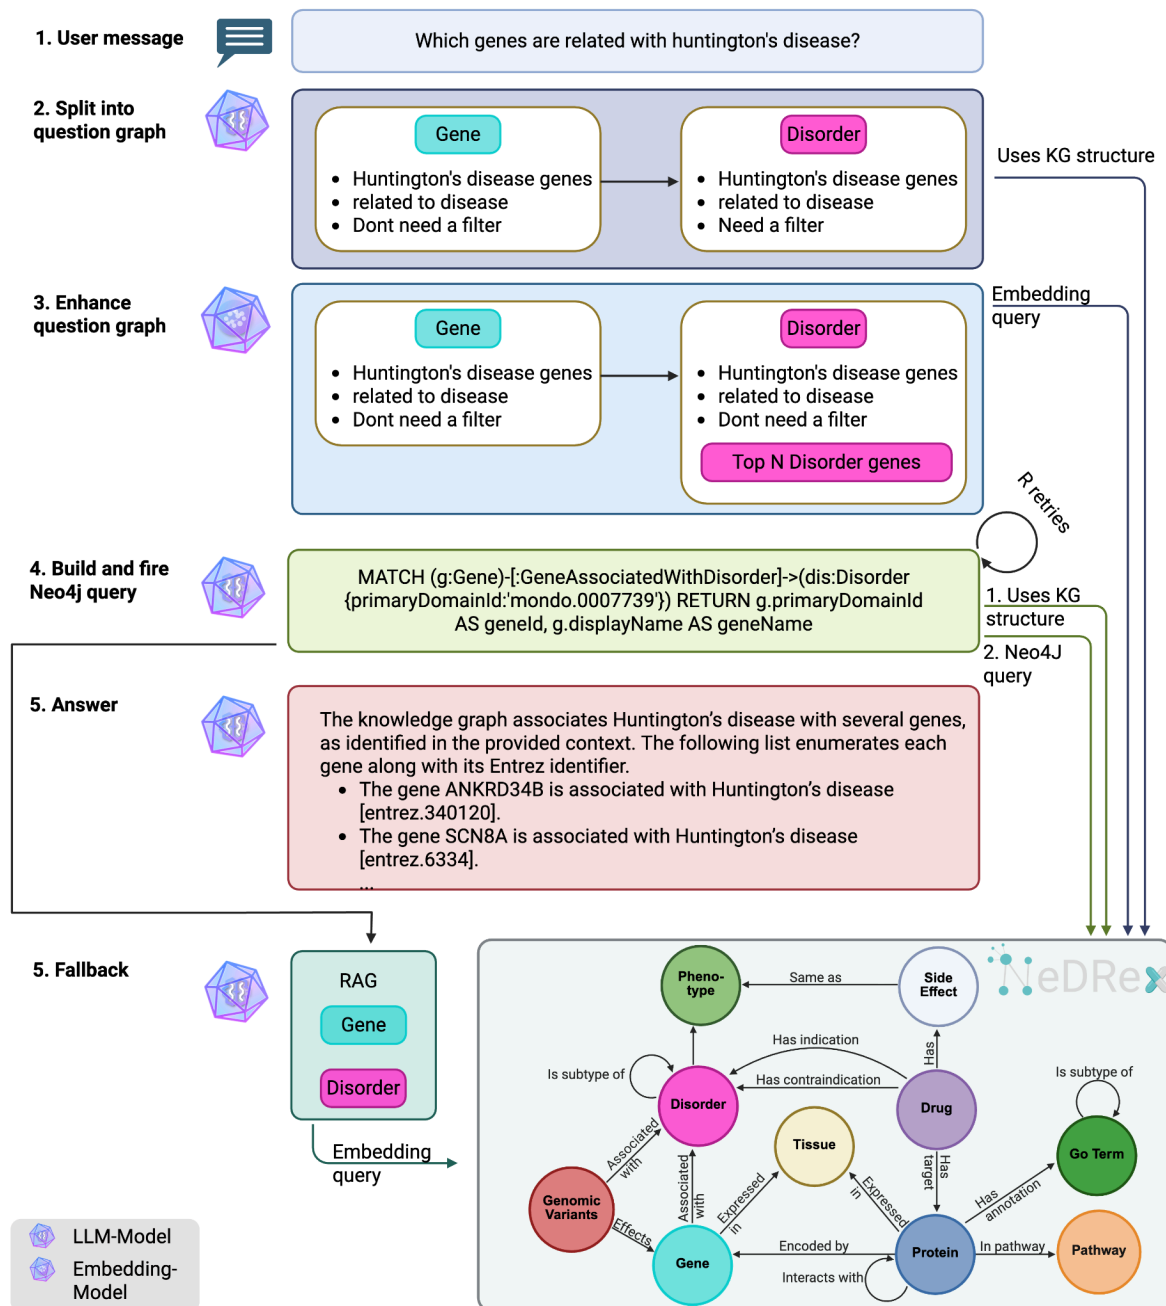 1. User message
Which genes are related with huntington's disease?
2. Split into
question graph
Gene
• Huntington's disease genes
• related to disease
• Dont need a filter
Disorder
• Huntington's disease genes
• related to disease
• Need a filter
Uses KG structure
3. Enhance
question graph
Gene
• Huntington's disease genes
• related to disease
• Dont need a filter
Disorder
• Huntington's disease genes
• related to disease
• Dont need a filter
Top N Disorder genes
Embedding
query
R retries
4. Build and fire
Neo4j query
MATCH (g:Gene)-[:GeneAssociatedWithDisorder]->(dis:Disorder
{primaryDomainId:'mondo.0007739'}) RETURN g.primaryDomainId
AS geneId, g.displayName AS geneName
1. Uses KG
structure
2. Neo4J
query
5. Answer
The knowledge graph associates Huntington’s disease with several genes,
as identified in the provided context. The following list enumerates each
gene along with its Entrez identifier.
• The gene ANKRD34B is associated with Huntington’s disease
[entrez.340120].
• The gene SCN8A is associated with Huntington’s disease
[entrez.6334].
...
5. Fallback
RAG
Gene
Disorder
Embedding
query
NeDRex
Pheno-
type
Same as
Side
Effect
Has indication
Has
Is subtype of
Has contraindication
Is subtype of
Disorder
Drug
Tissue
Go Term
Associated
with
Associated
with
Expressed
in
Expressed
in
Has
target
Has
annotation
Genomic
Variants
Effects
Gene
Encoded by
Protein
In pathway
Pathway
Interacts with
LLM-Model
Embedding-
Model